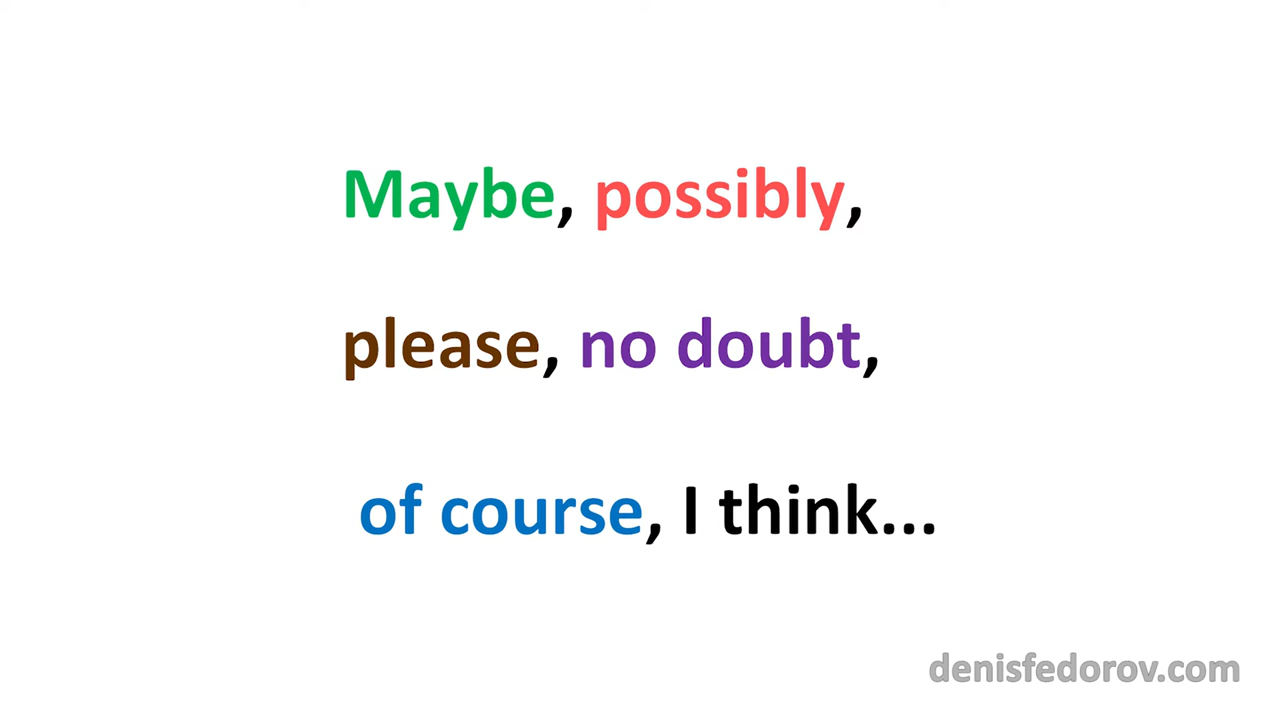 Maybe, possibly,
please, no doubt,
of course, I think...
denisfedorov.com